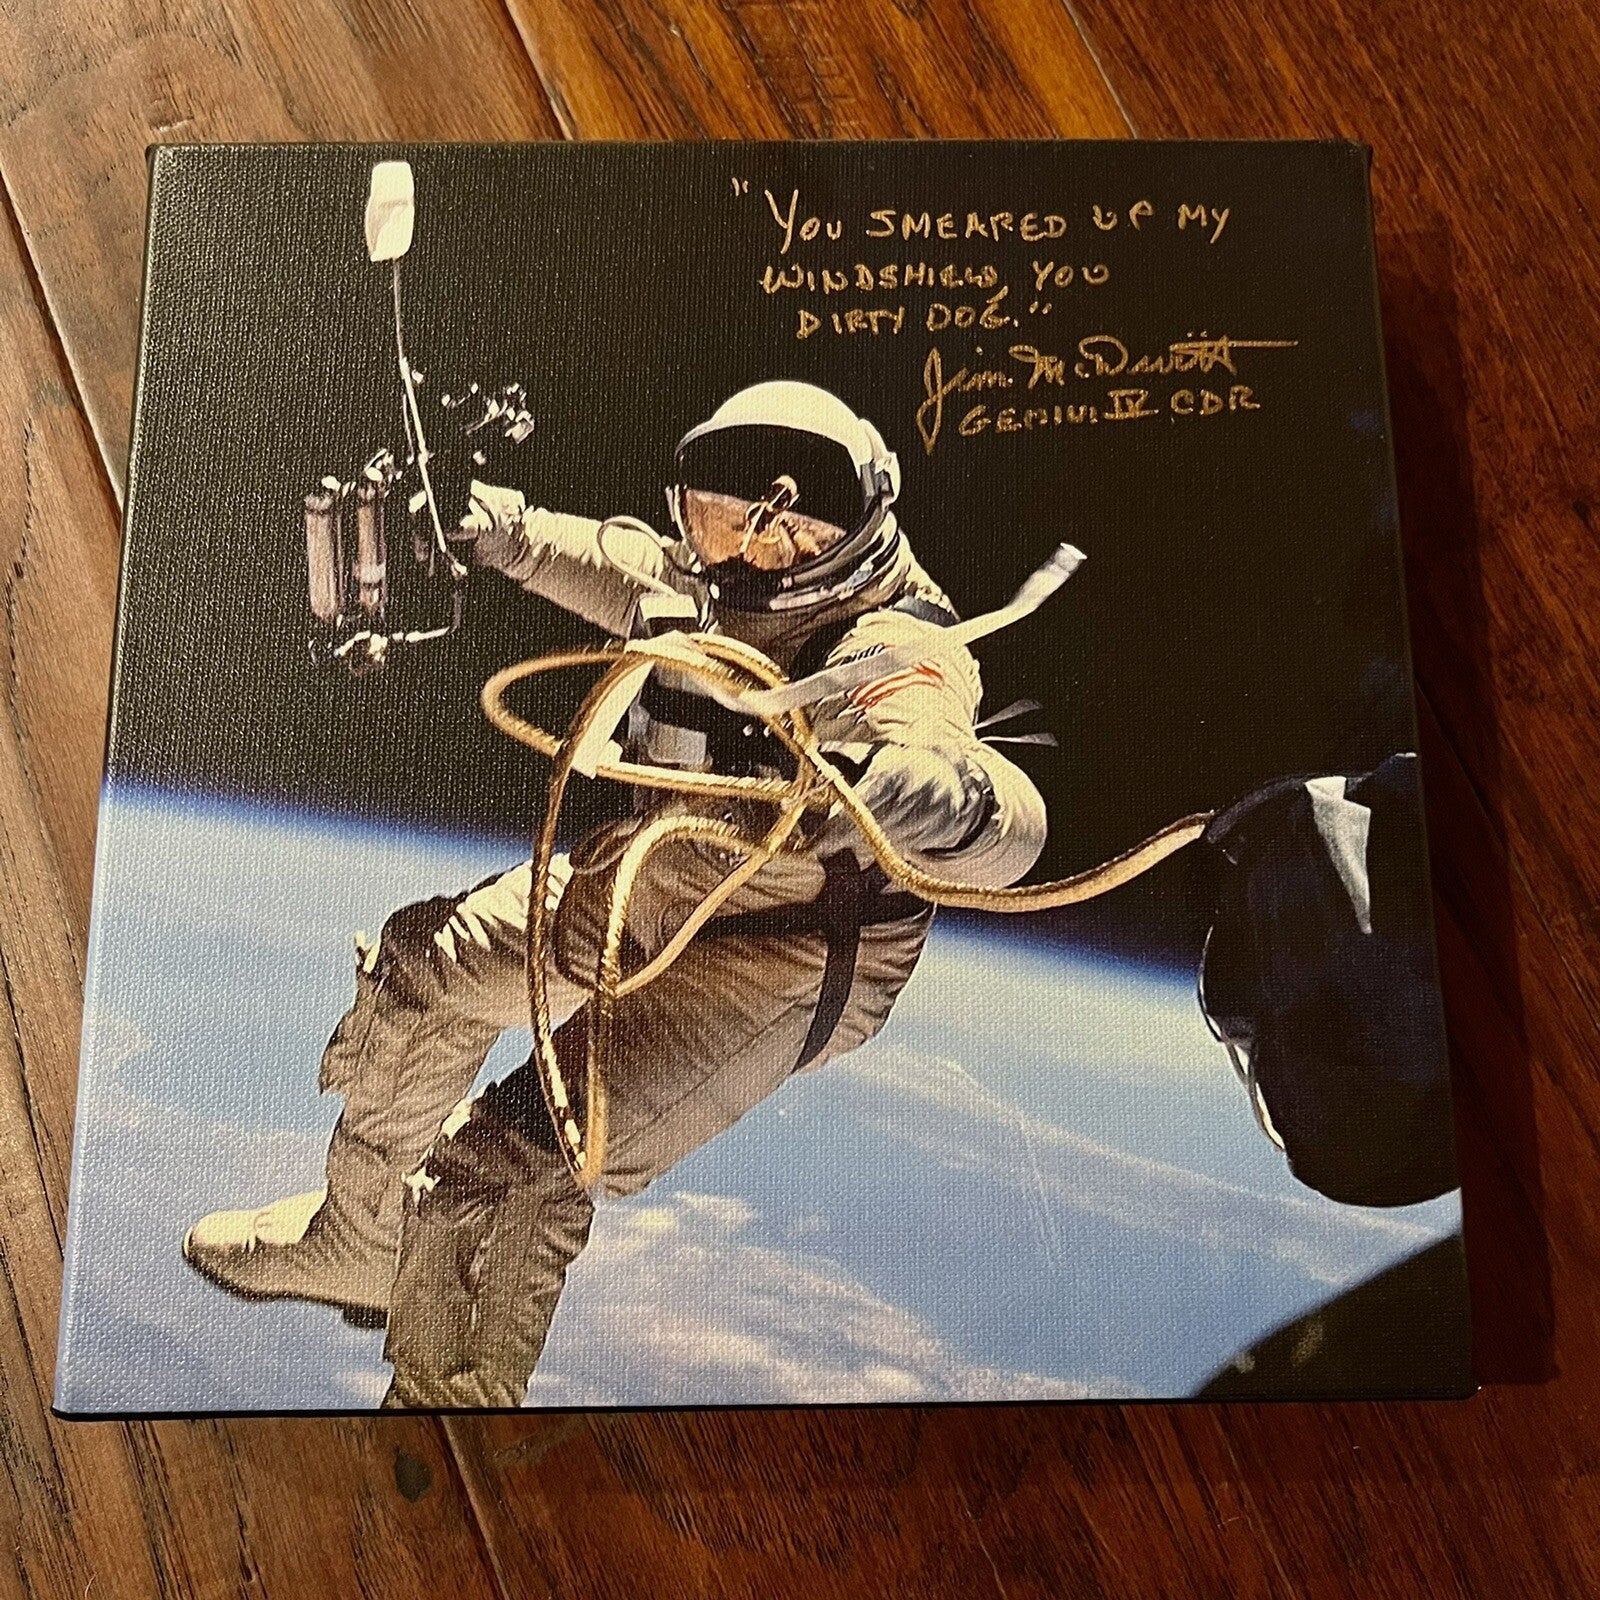 "YOU SMEARED UP MY
WINDSHIELD, YOU
DIRTY DOG."
Jim McDivitt
GEMINI IV CDR